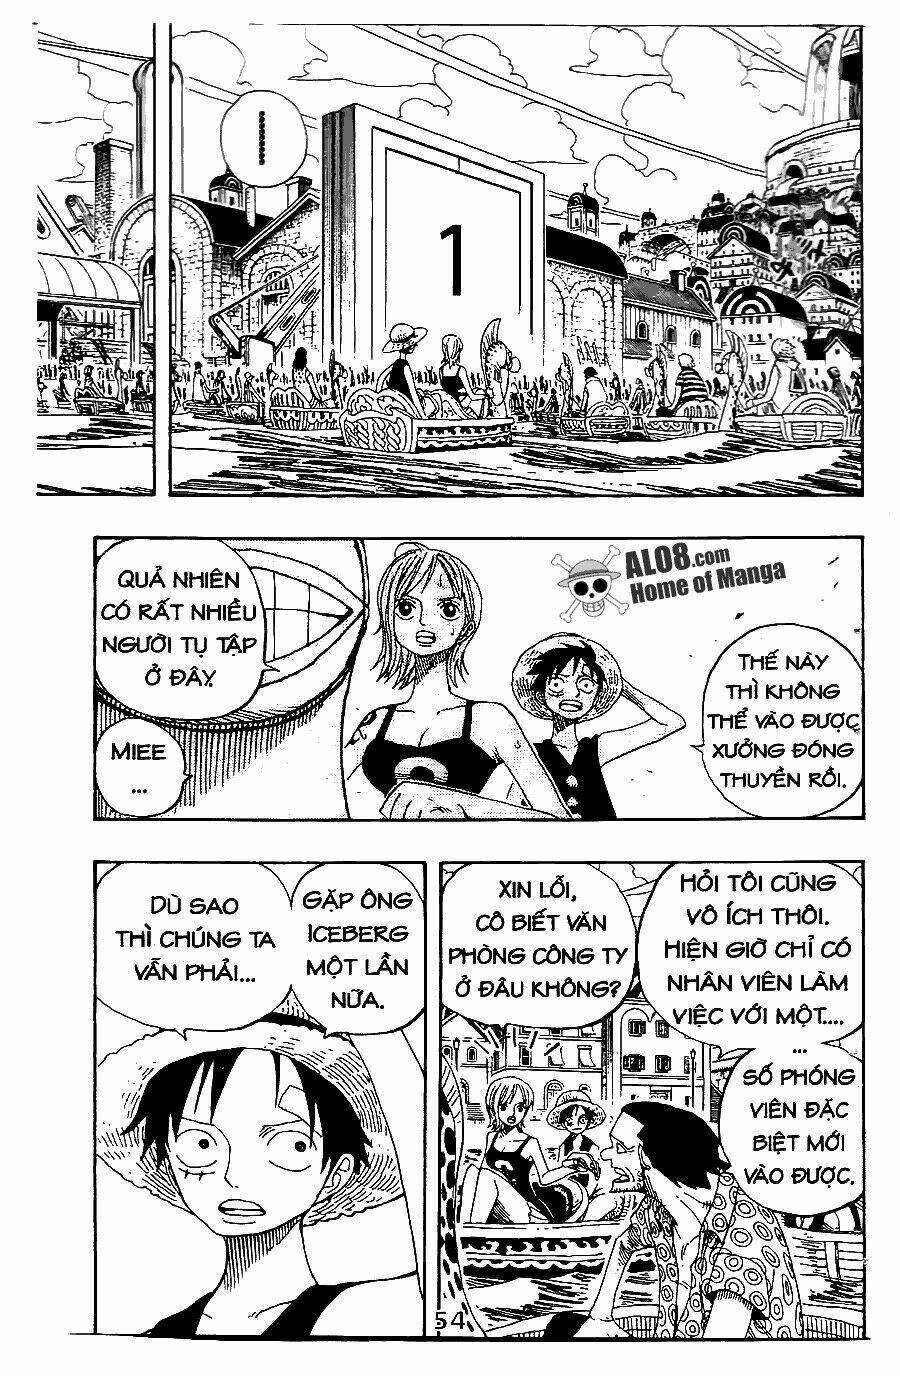 .........
1
QUẢ NHIÊN
CÓ RẤT NHIỀU
NGƯỜI TỤ TẬP
Ở ĐÂY.
MIEE
...
ALO8.com
Home of Manga
THẾ NÀY
THÌ KHÔNG
THỂ VÀO ĐƯỢC
XƯỞNG ĐÓNG
THUYỀN RỒI.
DÙ SAO
THÌ CHÚNG TA
VẪN PHẢI...
GẶP ÔNG
ICEBERG
MỘT LẦN
NỮA.
XIN LỖI,
CÔ BIẾT VĂN
PHÒNG CÔNG TY
Ở ĐÂU KHÔNG?
HỎI TÔI CŨNG
VÔ ÍCH THÔI.
HIỆN GIỜ CHỈ CÓ
NHÂN VIÊN LÀM
VIỆC VỚI MỘT....
...
SỐ PHÓNG
VIÊN ĐẶC
BIỆT MỚI
VÀO ĐƯỢC.
54